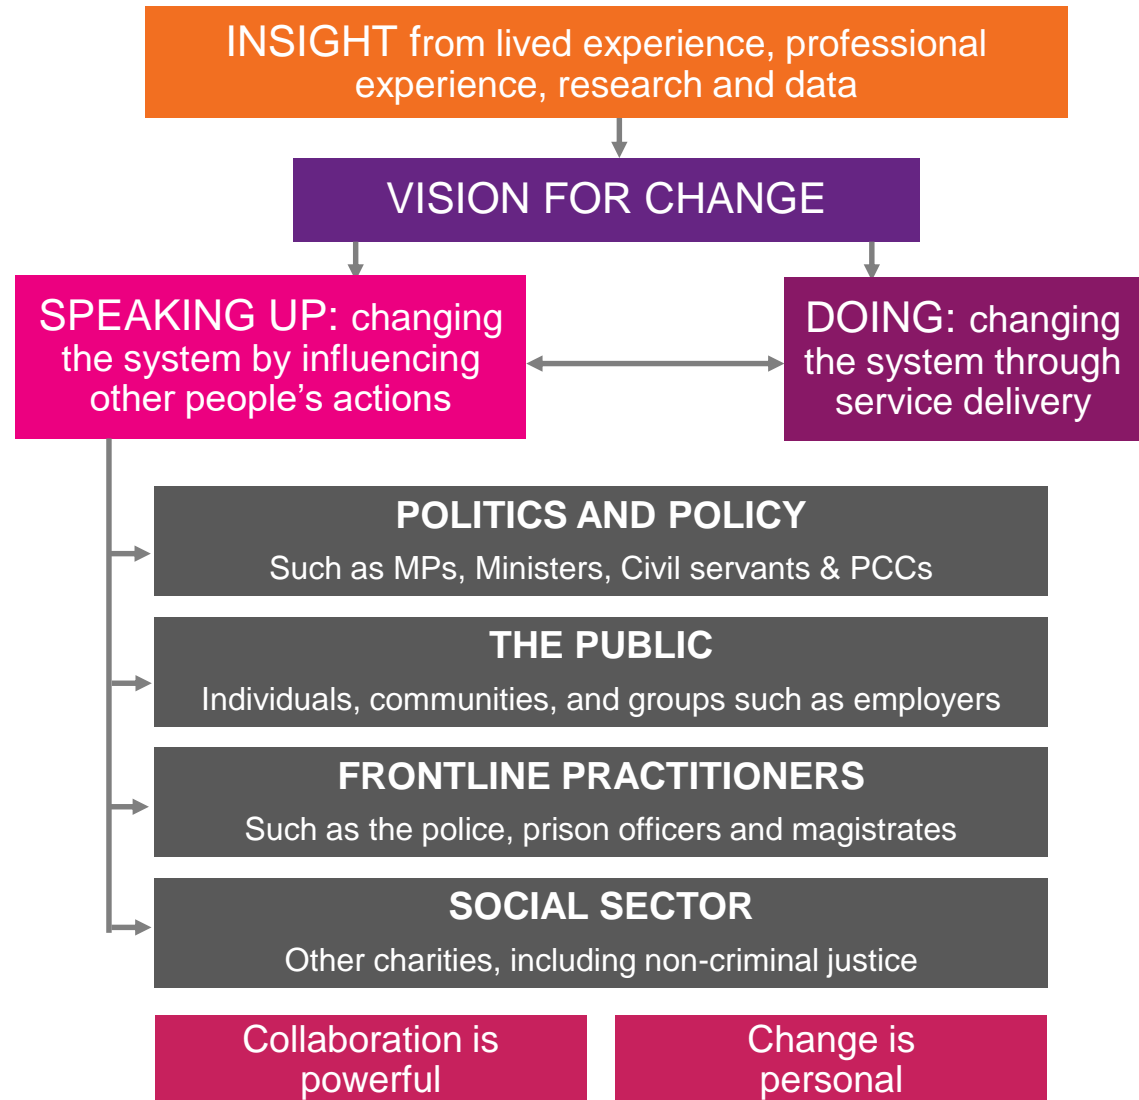 INSIGHT from lived experience, professional
experience, research and data
VISION FOR CHANGE
SPEAKING UP: changing
the system by influencing
other people’s actions
DOING: changing
the system through
service delivery
POLITICS AND POLICY
Such as MPs, Ministers, Civil servants & PCCs
THE PUBLIC
Individuals, communities, and groups such as employers
FRONTLINE PRACTITIONERS
Such as the police, prison officers and magistrates
SOCIAL SECTOR
Other charities, including non-criminal justice
Collaboration is
powerful
Change is
personal